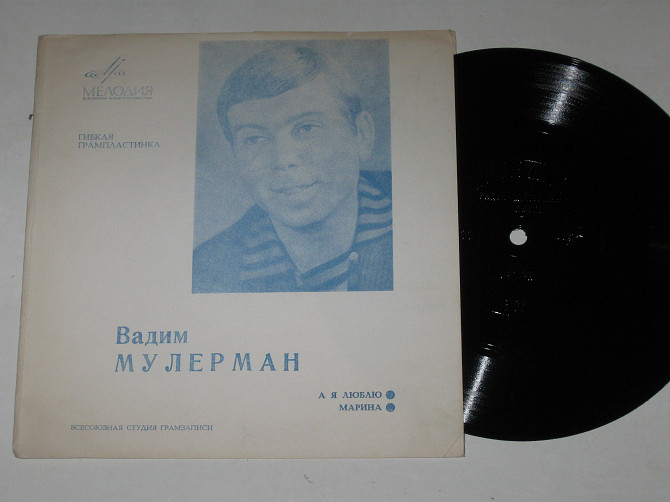 МЕЛОДИЯ
ГИБКАЯ
ГРАМПЛАСТИНКА
Вадим
МУЛЕРМАН
А Я ЛЮБЛЮ
МАРИНА
ВСЕСОЮЗНАЯ СТУДИЯ ГРАМЗАПИСИ